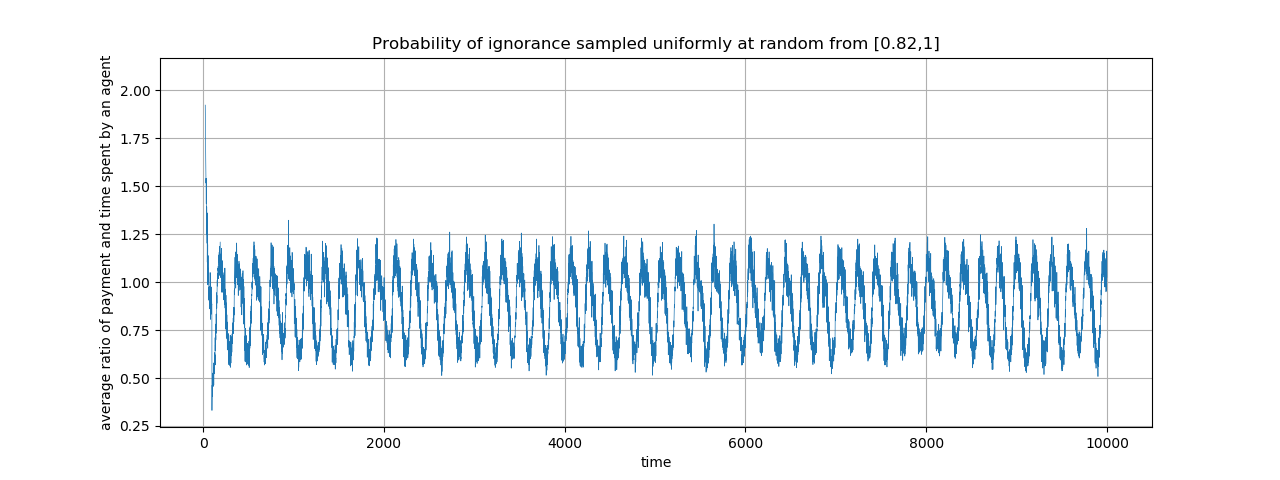 Probability of ignorance sampled uniformly at random from [0.82,1]
average ratio of payment and time spent by an agent
2.00
1.75
1.50
1.25
1.00
0.75
0.50
0.25
0 2000 4000 6000 8000 10000
time